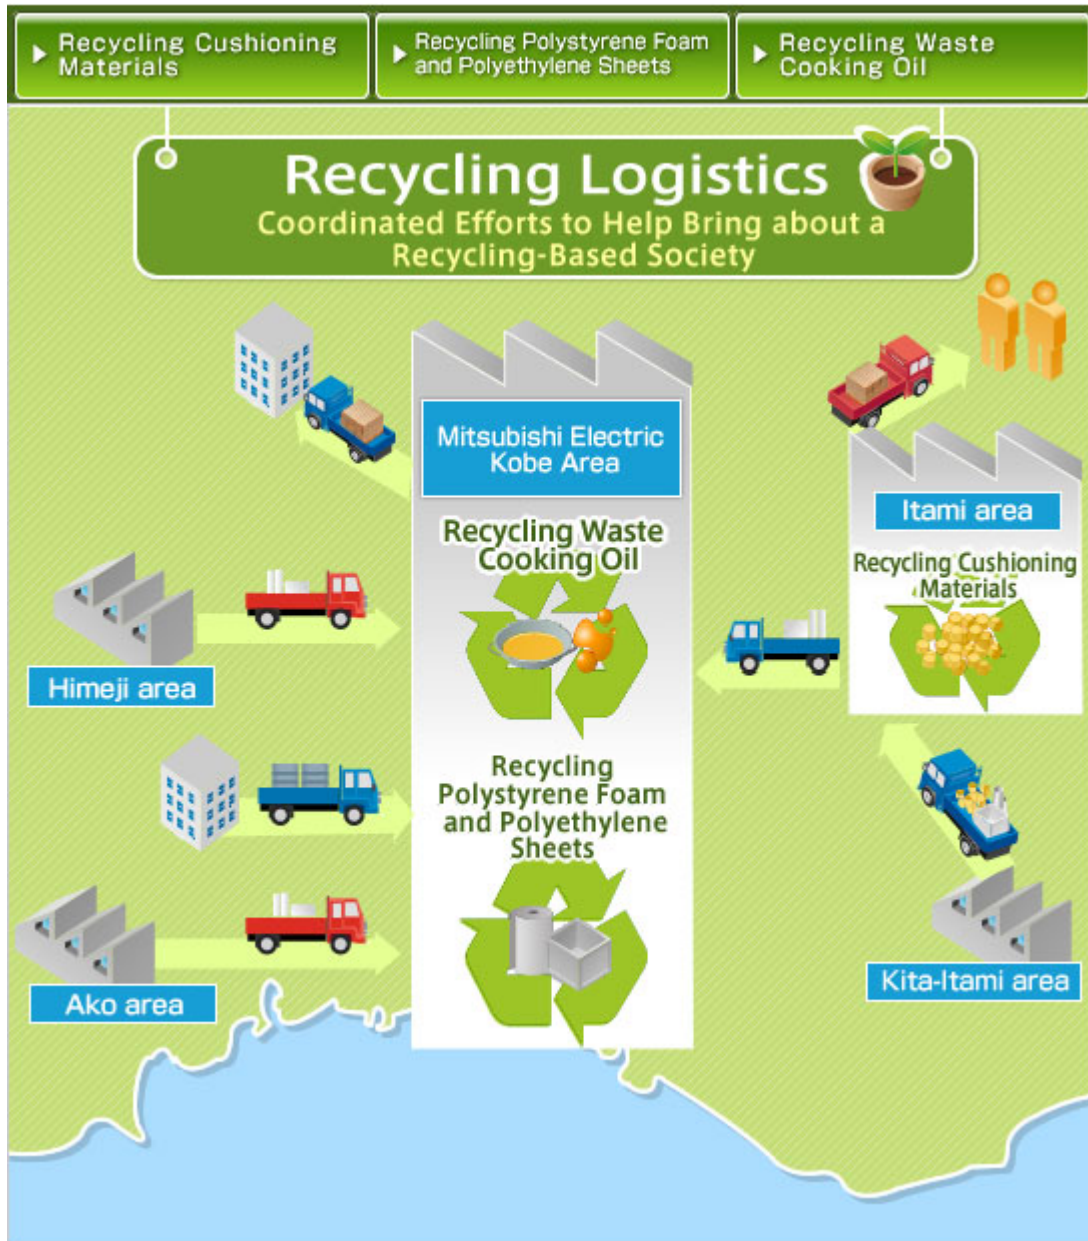 Recycling Cushioning
Materials
Recycling Polystyrene Foam
and Polyethylene Sheets
Recycling Waste
Cooking Oil
Recycling Logistics
Coordinated Efforts to Help Bring about a
Recycling-Based Society
Mitsubishi Electric
Kobe Area
Itami area
Recycling Waste
Cooking Oil
Recycling Cushioning
Materials
Himeji area
Recycling
Polystyrene Foam
and Polyethylene
Sheets
Kita-Itami area
Ako area